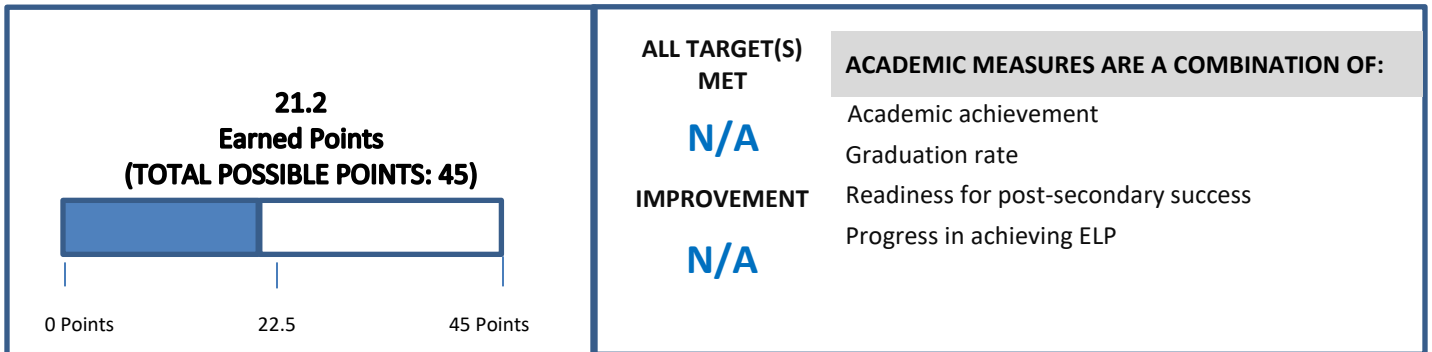 21.2
Earned Points
(TOTAL POSSIBLE POINTS: 45)
0 Points
22.5
45 Points
ALL TARGET(S)
MET
N/A
IMPROVEMENT
N/A
ACADEMIC MEASURES ARE A COMBINATION OF:
Academic achievement
Graduation rate
Readiness for post-secondary success
Progress in achieving ELP